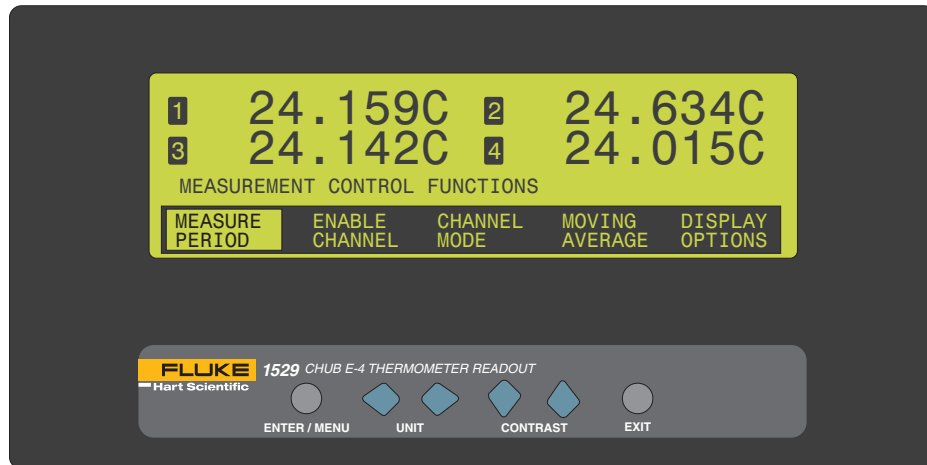 1 24.159C 2 24.634C
3 24.142C 4 24.015C
MEASUREMENT CONTROL FUNCTIONS
MEASURE PERIOD ENABLE CHANNEL CHANNEL MODE MOVING AVERAGE DISPLAY OPTIONS
FLUKE 1529 CHUB E-4 THERMOMETER READOUT
Hart Scientific
ENTER / MENU UNIT CONTRAST EXIT